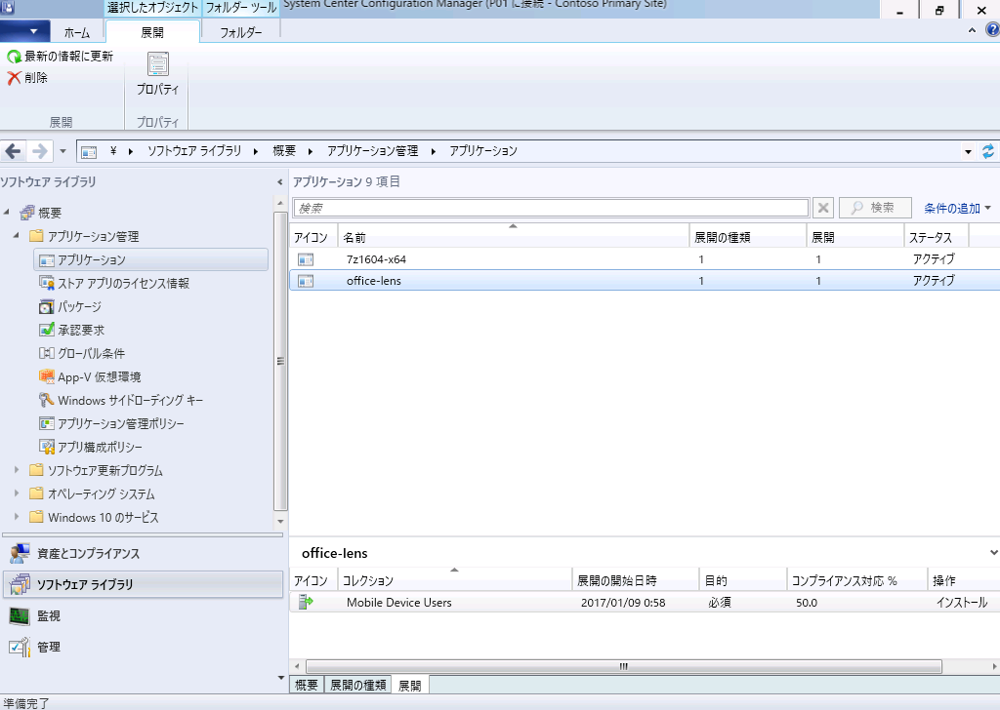 選択したオブジェクト フォルダー ツール System Center Configuration Manager (P01 に接続 - Contoso Primary Site)
ホーム 展開 フォルダー
最新の情報に更新
削除
プロパティ
展開 プロパティ
¥ ソフトウェア ライブラリ 概要 アプリケーション管理 アプリケーション
ソフトウェア ライブラリ
概要
アプリケーション管理
アプリケーション
ストア アプリのライセンス情報
パッケージ
承認要求
グローバル条件
App-V 仮想環境
Windows サイドローディング キー
アプリケーション管理ポリシー
アプリ構成ポリシー
ソフトウェア更新プログラム
オペレーティング システム
Windows 10 のサービス
資産とコンプライアンス
ソフトウェア ライブラリ
監視
管理
アプリケーション 9 項目
検索 検索 条件の追加
アイコン 名前 展開の種類 展開 ステータス
7z1604-x64 1 1 アクティブ
office-lens 1 1 アクティブ
office-lens
アイコン コレクション 展開の開始日時 目的 コンプライアンス対応 % 操作
Mobile Device Users 2017/01/09 0:58 必須 50.0 インストール
概要 展開の種類 展開
準備完了